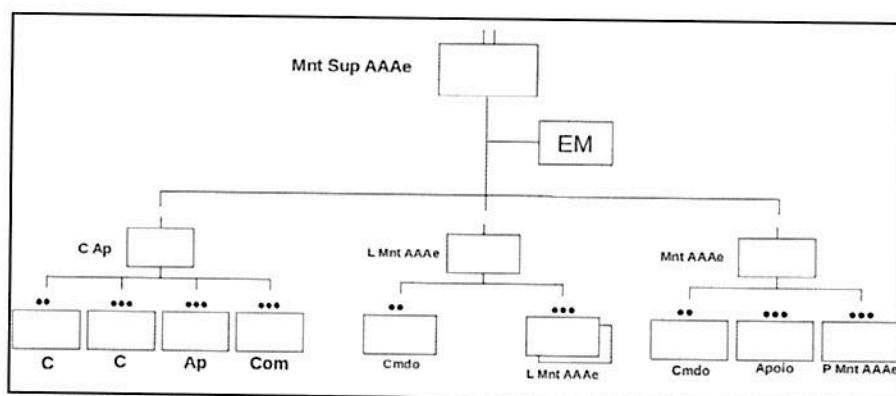 Mnt Sup AAAe
EM
C Ap
L Mnt AAAe
Mnt AAAe
C
C
Ap
Com
Cmdo
L Mnt AAAe
Cmdo
Apoio
P Mnt AAAe